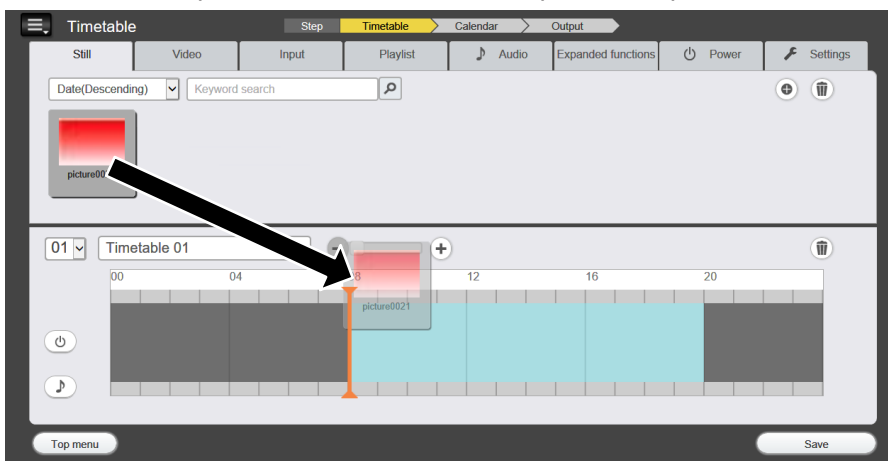 Timetable
Step Timetable Calendar Output
Still Video Input Playlist Audio Expanded functions Power Settings
Date(Descending) Keyword search
01 Timetable 01
00 04 12 16 20
picture0021
Top menu Save